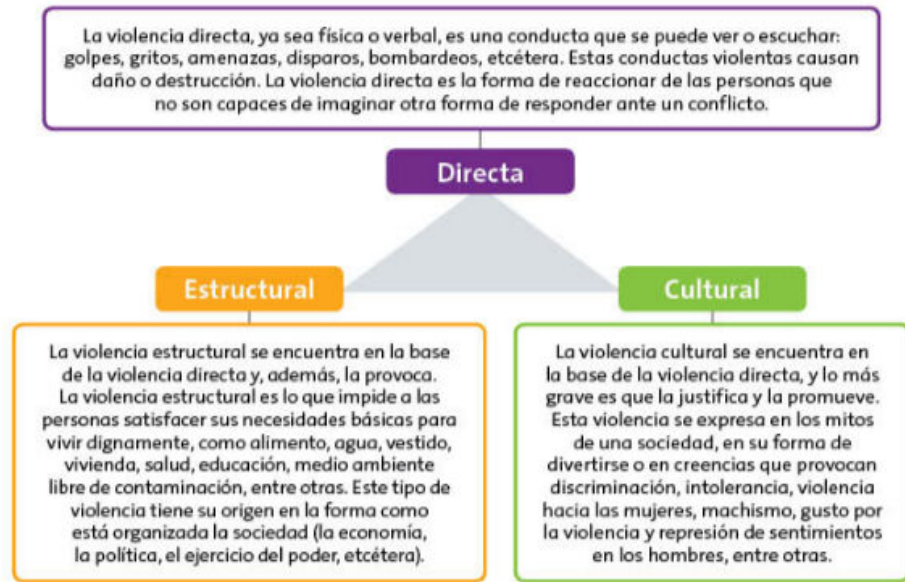 La violencia directa, ya sea física o verbal, es una conducta que se puede ver o escuchar:
golpes, gritos, amenazas, disparos, bombardeos, etcétera. Estas conductas violentas causan
daño o destrucción. La violencia directa es la forma de reaccionar de las personas que
no son capaces de imaginar otra forma de responder ante un conflicto.
Directa
Estructural
La violencia estructural se encuentra en la base
de la violencia directa y, además, la provoca.
La violencia estructural es lo que impide a las
personas satisfacer sus necesidades básicas para
vivir dignamente, como alimento, agua, vestido,
vivienda, salud, educación, medio ambiente
libre de contaminación, entre otras. Este tipo de
violencia tiene su origen en la forma como
está organizada la sociedad (la economía,
la política, el ejercicio del poder, etcétera).
Cultural
La violencia cultural se encuentra en
la base de la violencia directa, y lo más
grave es que la justifica y la promueve.
Esta violencia se expresa en los mitos
de una sociedad, en su forma de
divertirse o en creencias que provocan
discriminación, intolerancia, violencia
hacia las mujeres, machismo, gusto por
la violencia y represión de sentimientos
en los hombres, entre otras.